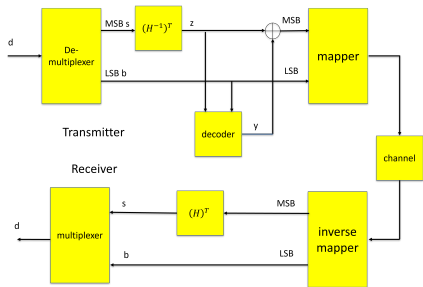 d
De-
multiplexer
MSB s
(H⁻¹)ᵀ
z
MSB
mapper
LSB b
LSB
decoder
y
Transmitter
channel
Receiver
d
multiplexer
s
(H)ᵀ
MSB
inverse
mapper
b
LSB